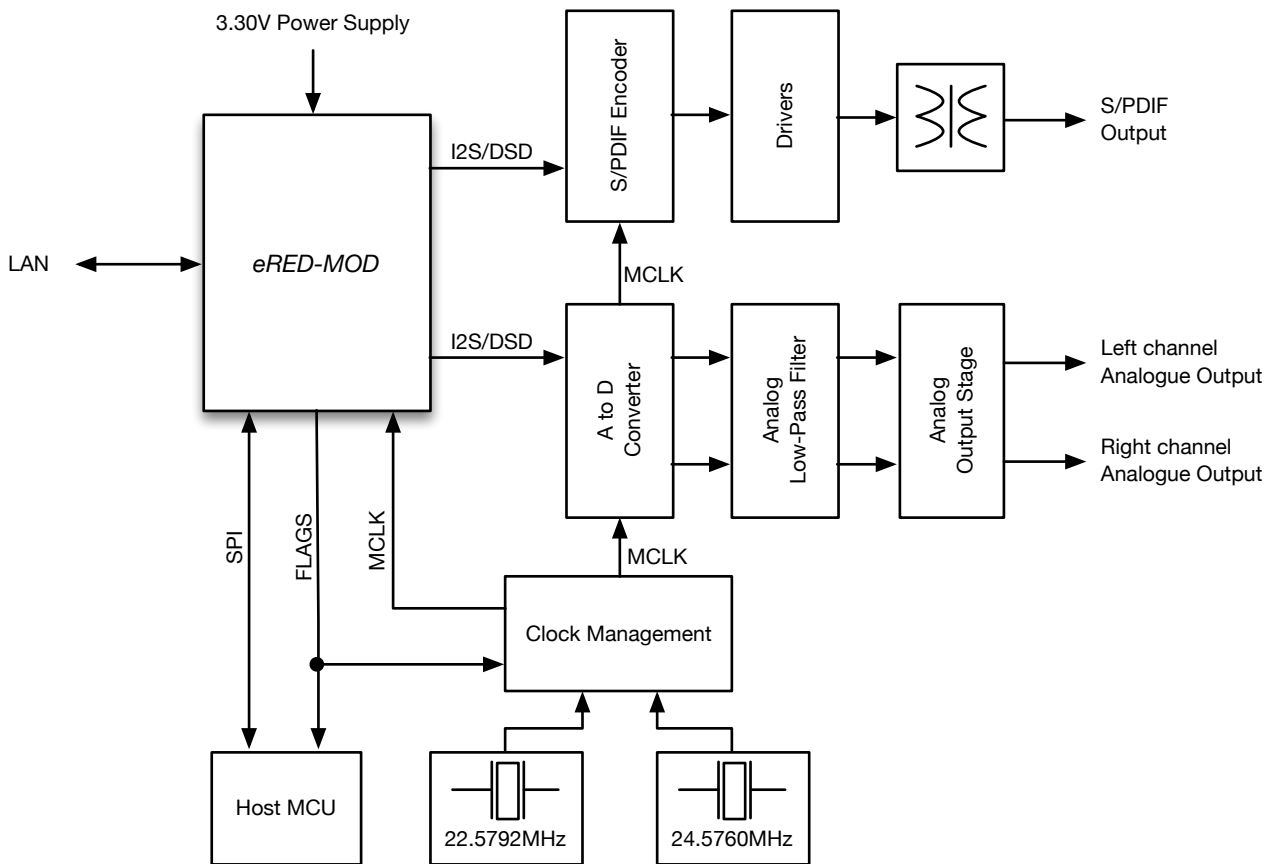 3.30V Power Supply
LAN
eRED-MOD
I2S/DSD
S/PDIF Encoder
Drivers
S/PDIF
Output
MCLK
I2S/DSD
A to D
Converter
Analog
Low-Pass Filter
Analog
Output Stage
Left channel
Analogue Output
Right channel
Analogue Output
SPI
FLAGS
MCLK
MCLK
Clock Management
Host MCU
22.5792MHz
24.5760MHz